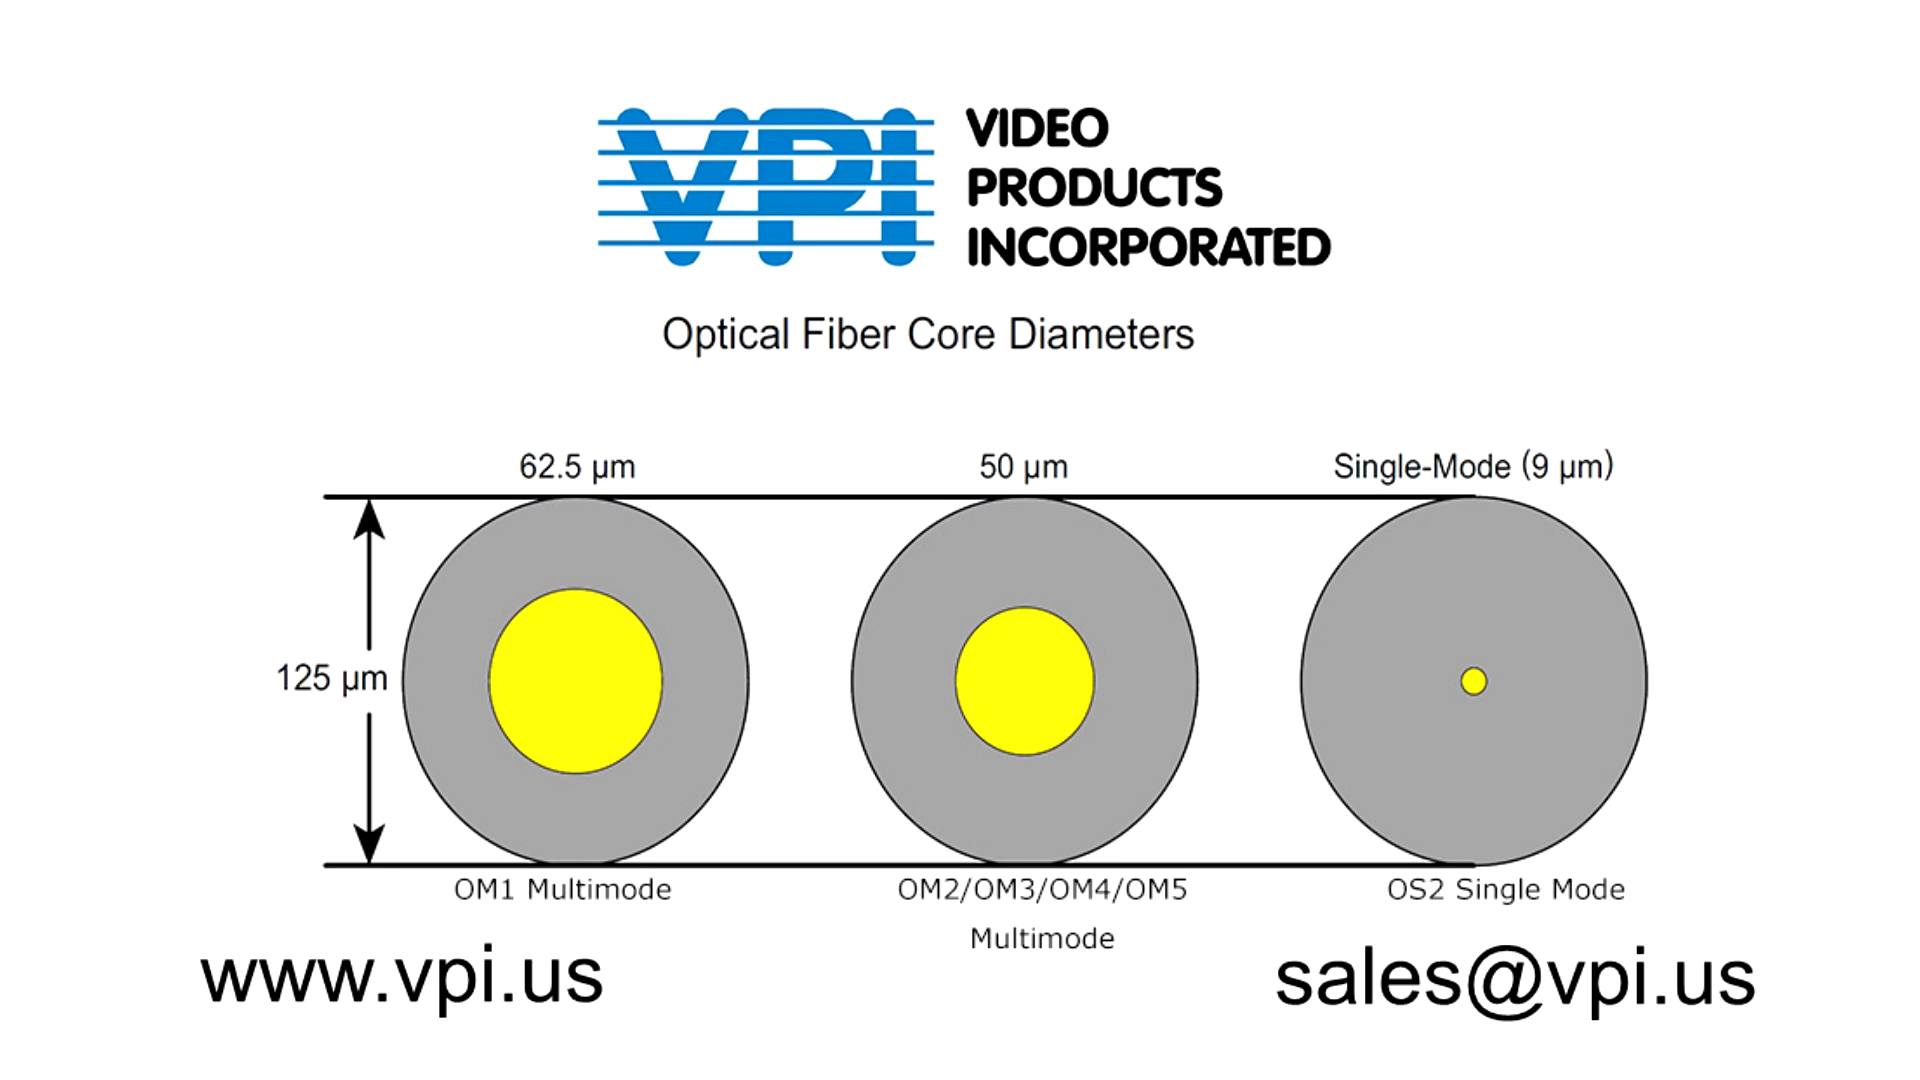 VPI
VIDEO
PRODUCTS
INCORPORATED
Optical Fiber Core Diameters
62.5 µm
50 µm
Single-Mode (9 µm)
125 µm
OM1 Multimode
OM2/OM3/OM4/OM5
Multimode
OS2 Single Mode
www.vpi.us
sales@vpi.us